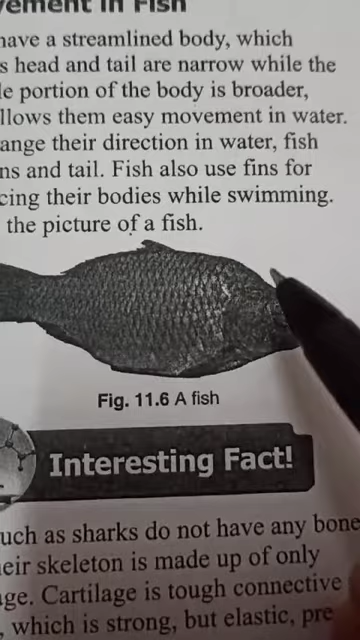 vement in Fish
have a streamlined body, which
s head and tail are narrow while the
le portion of the body is broader,
llows them easy movement in water.
ange their direction in water, fish
ns and tail. Fish also use fins for
cing their bodies while swimming.
the picture of a fish.
Fig. 11.6 A fish
Interesting Fact!
uch as sharks do not have any bone
eir skeleton is made up of only
ge. Cartilage is tough connective
, which is strong, but elastic, pre